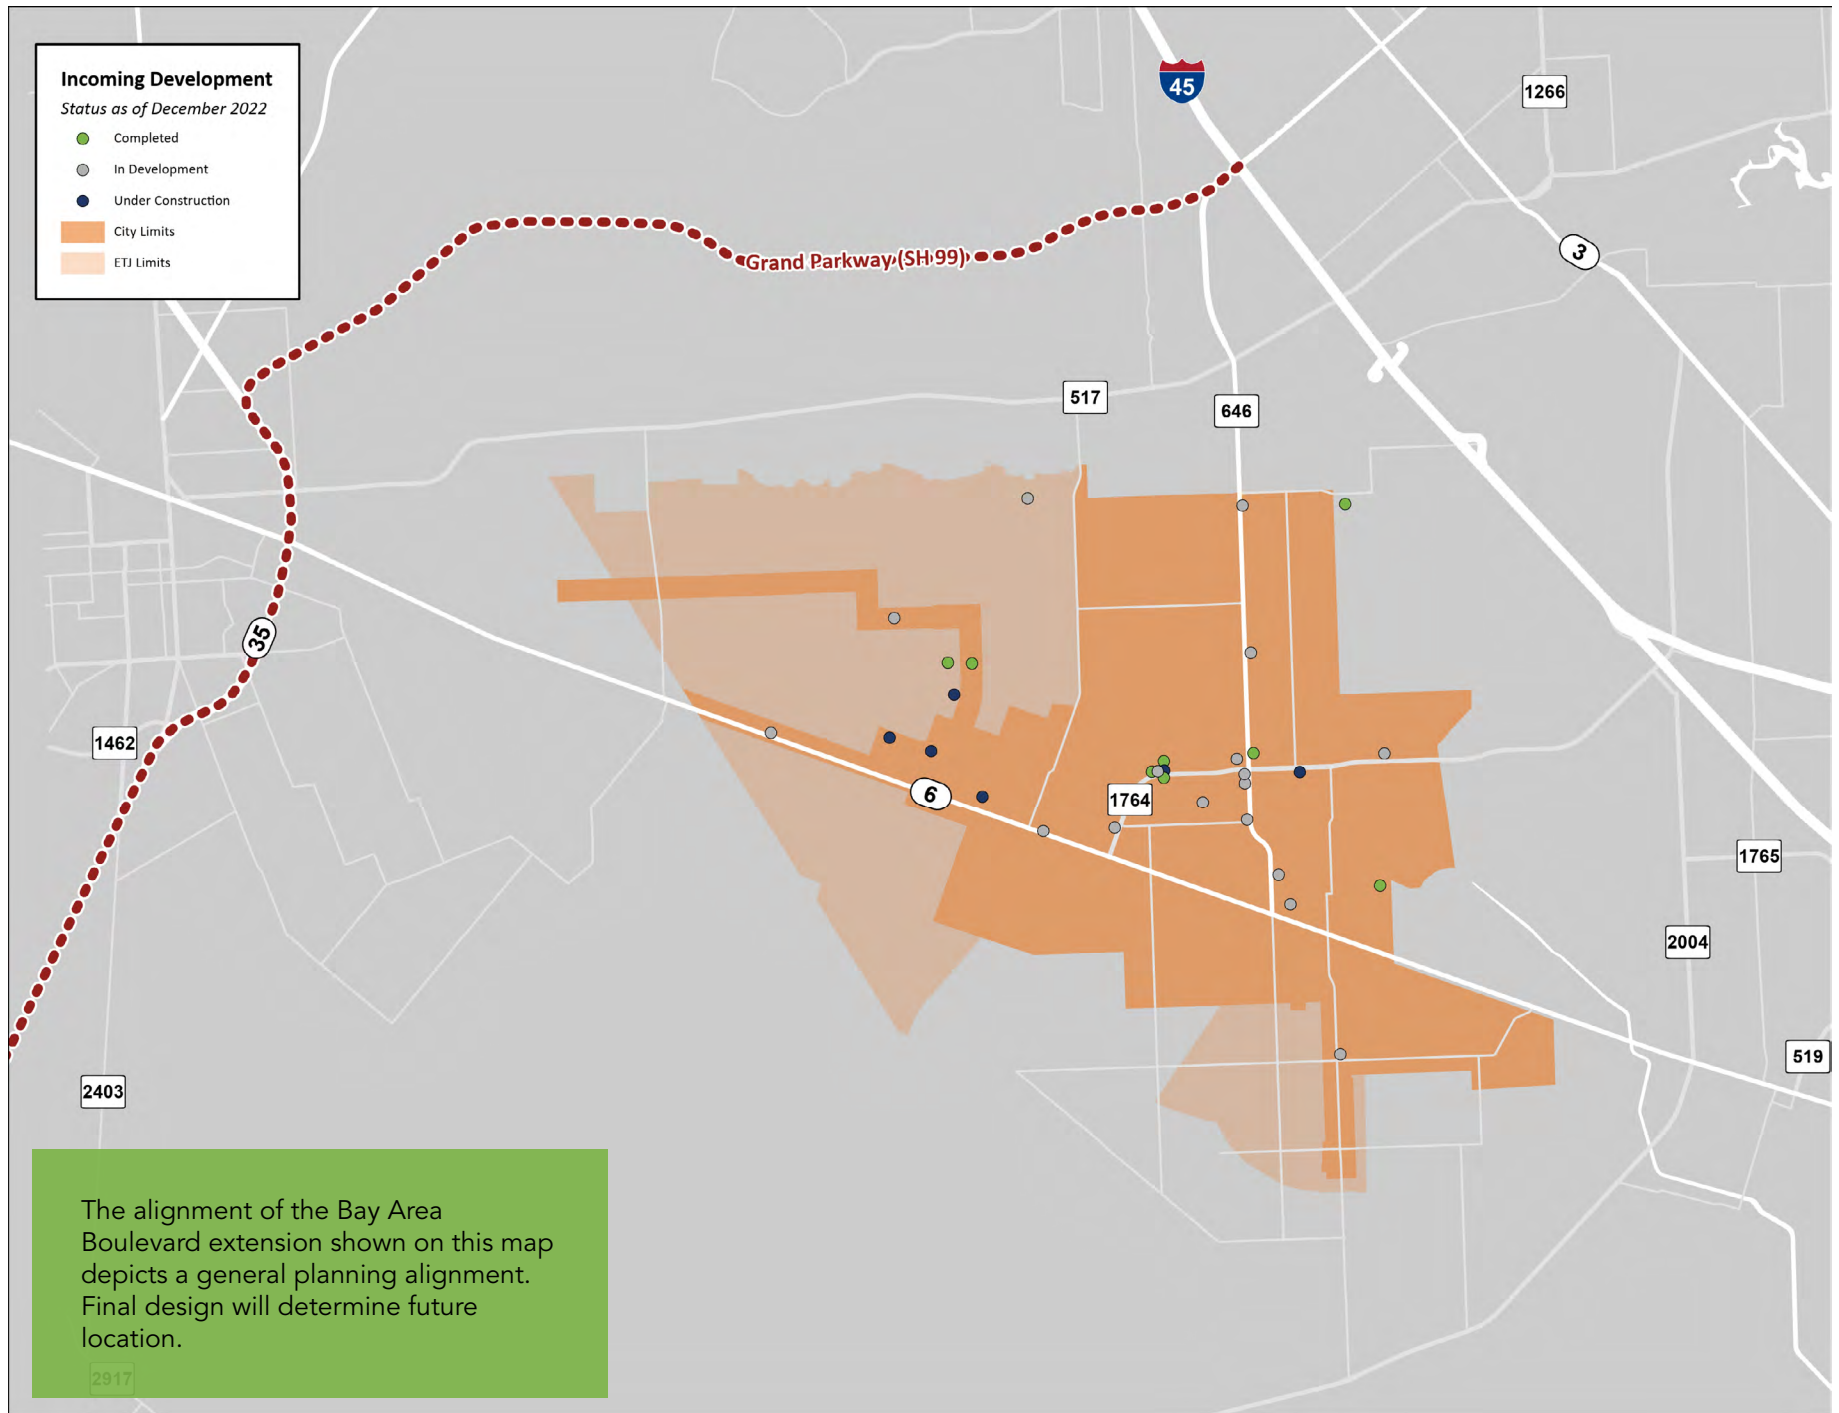 Incoming Development
Status as of December 2022
Completed
In Development
Under Construction
City Limits
ETJ Limits
45
1266
3
Grand Parkway (SH 99)
517
646
35
1462
6
1764
1765
2004
519
2403
The alignment of the Bay Area
Boulevard extension shown on this map
depicts a general planning alignment.
Final design will determine future
location.
2917